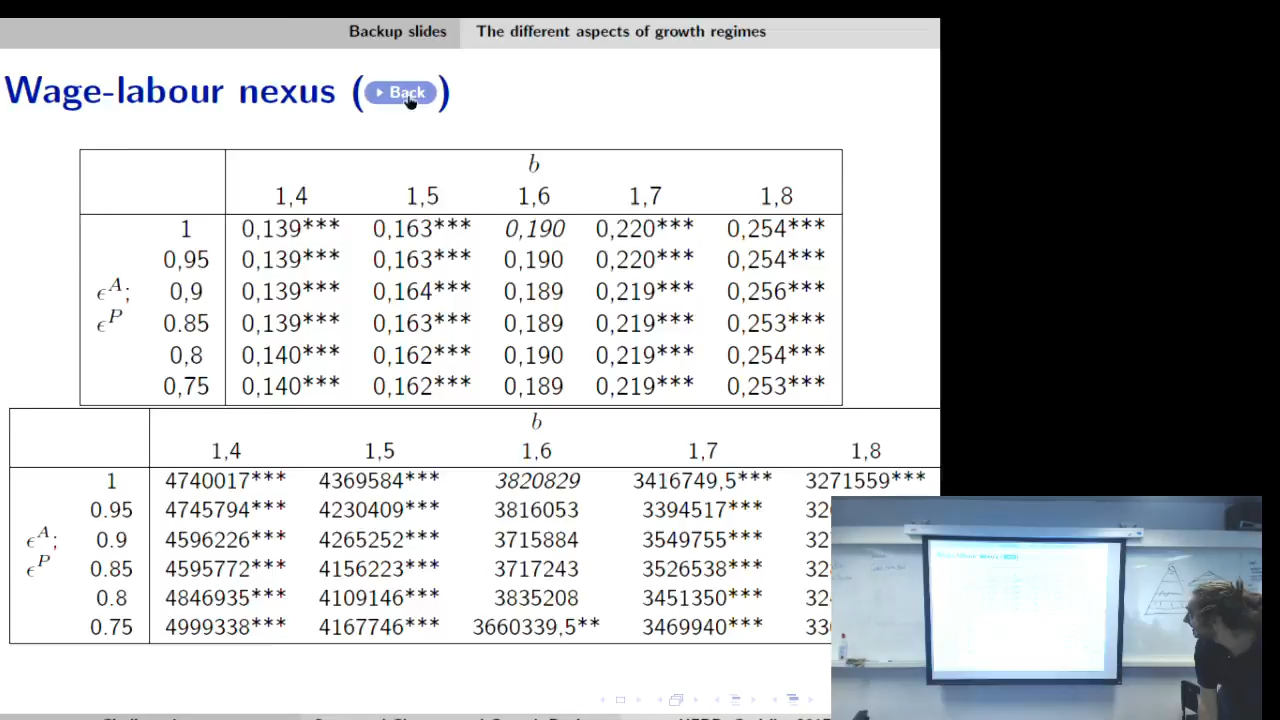 Backup slides The different aspects of growth regimes
Wage-labour nexus ( Back )
b
1,4 1,5 1,6 1,7 1,8
1 0,139*** 0,163*** 0,190 0,220*** 0,254***
0,95 0,139*** 0,163*** 0,190 0,220*** 0,254***
ϵ^A; 0,9 0,139*** 0,164*** 0,189 0,219*** 0,256***
ϵ^P 0.85 0,139*** 0,163*** 0,189 0,219*** 0,253***
0,8 0,140*** 0,162*** 0,190 0,219*** 0,254***
0,75 0,140*** 0,162*** 0,189 0,219*** 0,253***
b
1,4 1,5 1,6 1,7 1,8
1 4740017*** 4369584*** 3820829 3416749,5*** 3271559***
0.95 4745794*** 4230409*** 3816053 3394517***
ϵ^A; 0.9 4596226*** 4265252*** 3715884 3549755***
ϵ^P 0.85 4595772*** 4156223*** 3717243 3526538***
0.8 4846935*** 4109146*** 3835208 3451350***
0.75 4999338*** 4167746*** 3660339,5** 3469940***